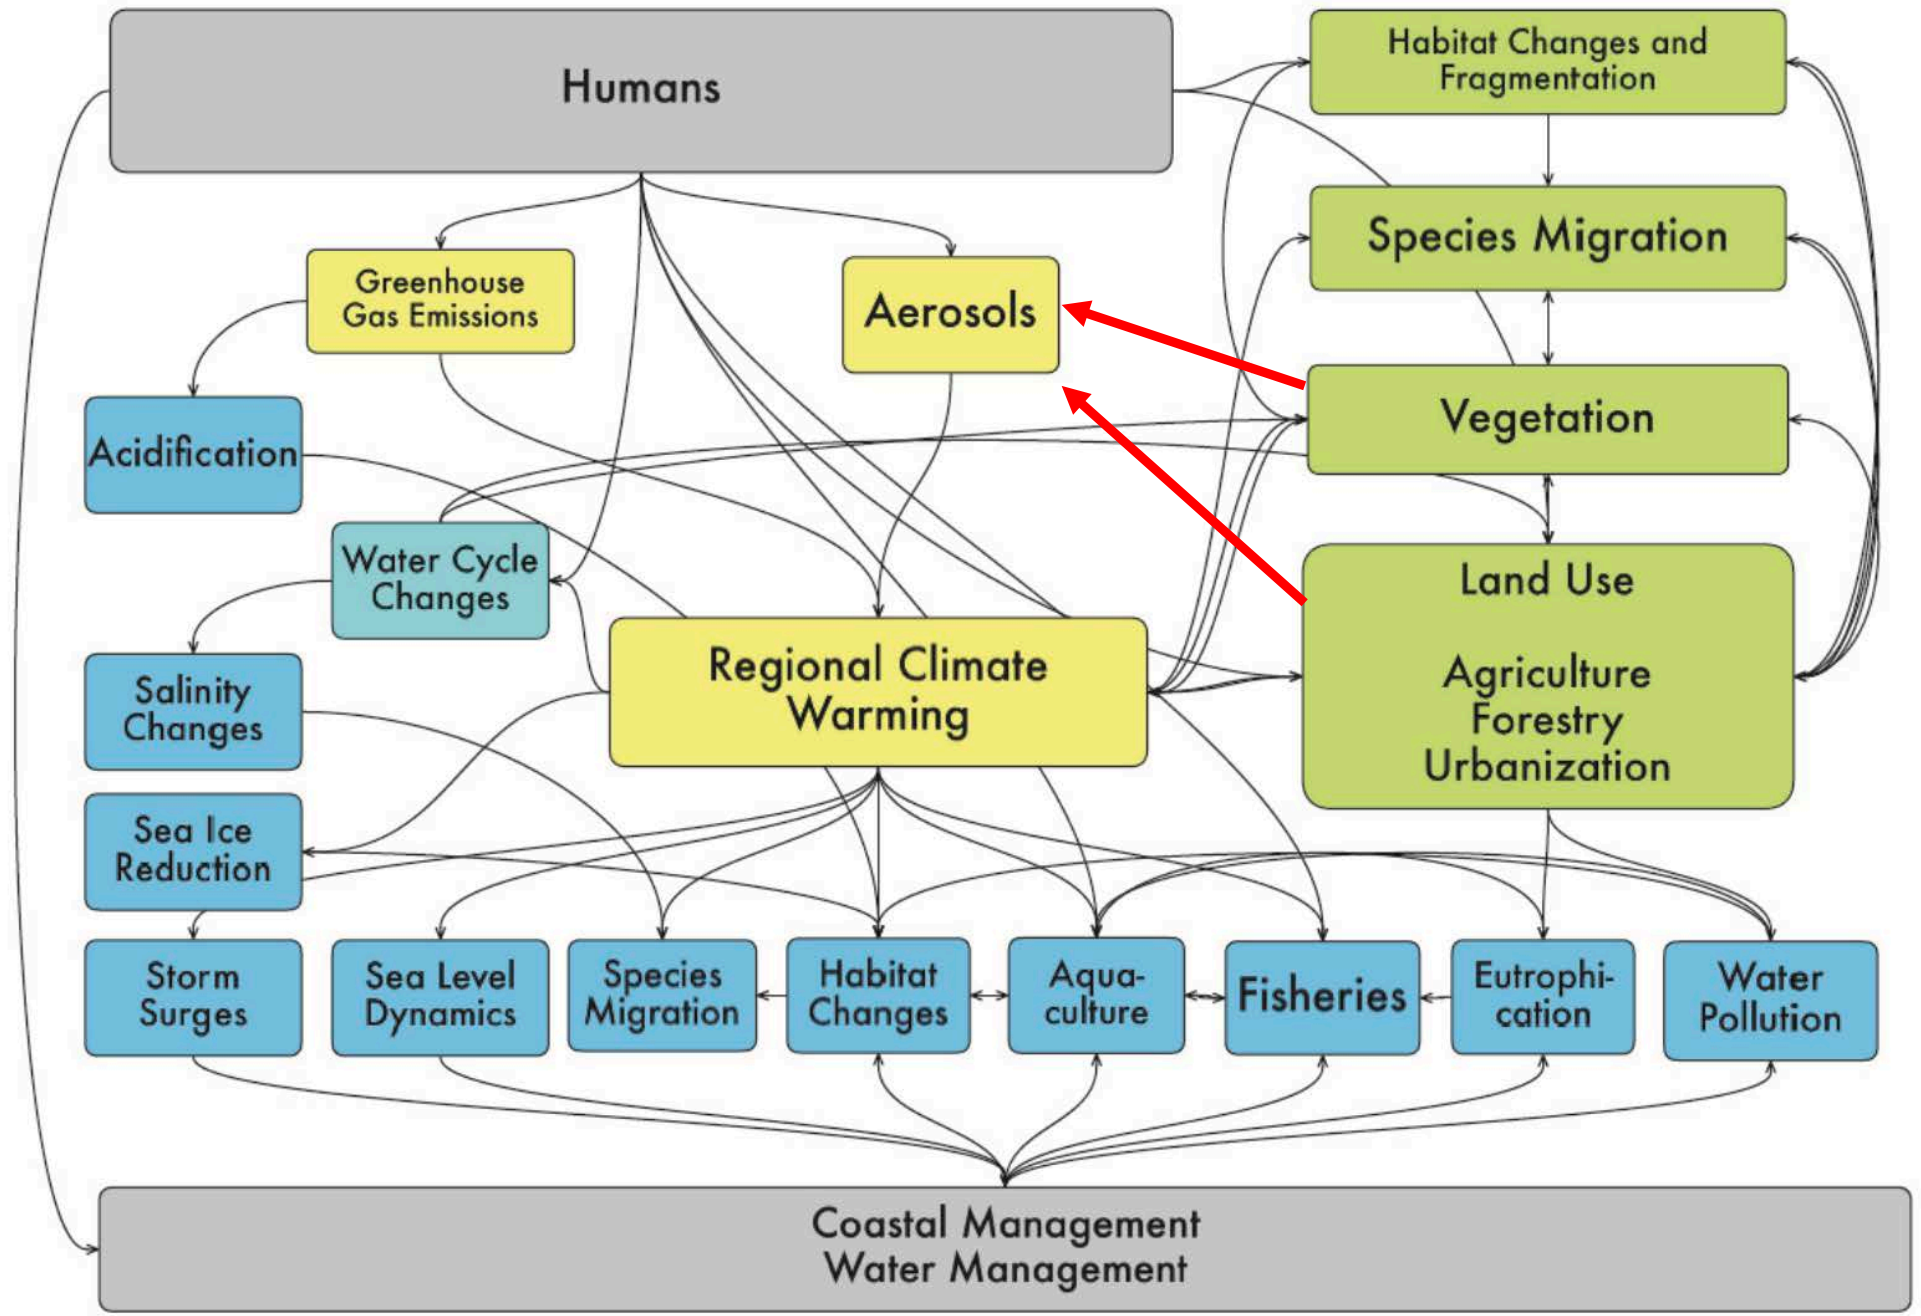 Humans
Habitat Changes and
Fragmentation
Species Migration
Greenhouse
Gas Emissions
Aerosols
Vegetation
Acidification
Water Cycle
Changes
Land Use
Agriculture
Forestry
Urbanization
Regional Climate
Warming
Salinity
Changes
Sea Ice
Reduction
Storm
Surges
Sea Level
Dynamics
Species
Migration
Habitat
Changes
Aqua-
culture
Fisheries
Eutrophi-
cation
Water
Pollution
Coastal Management
Water Management